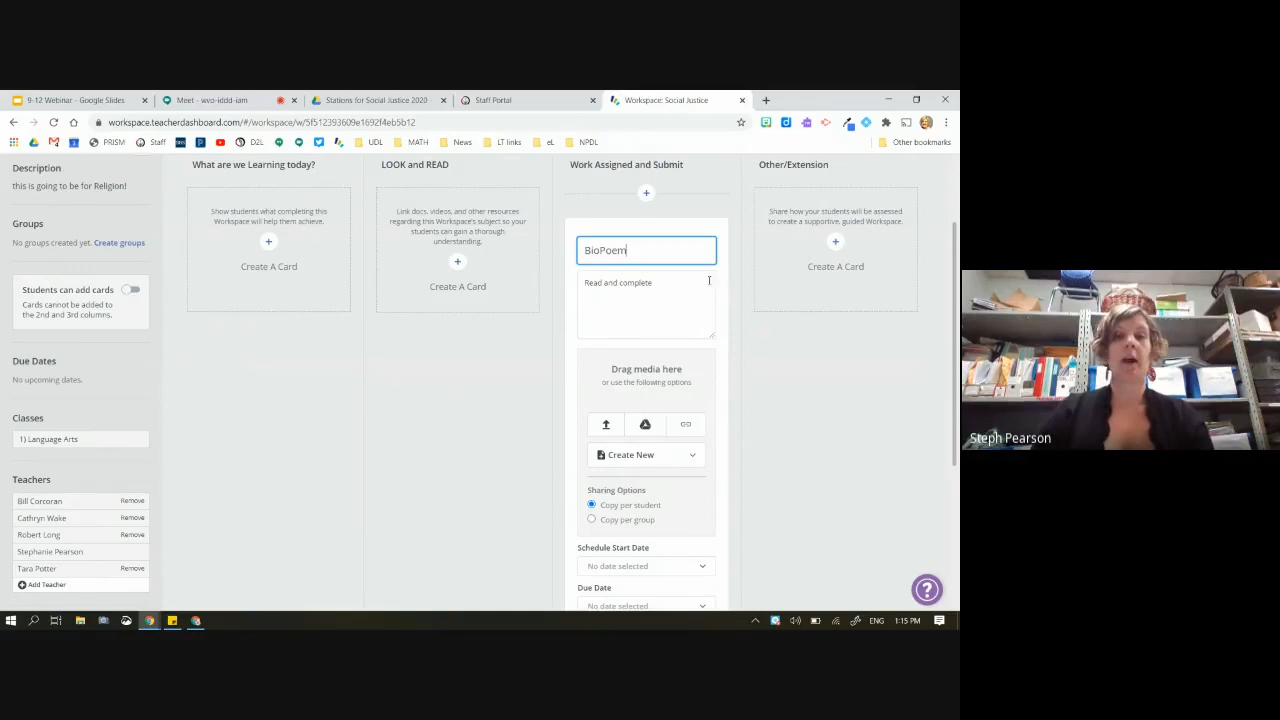 9-12 Webinar - Google Slides
Meet - wvo-iddd-iam
Stations for Social Justice 2020
Staff Portal
Workspace: Social Justice
workspace.teacherdashboard.com/#/workspace/w/5f512393609e1692f4eb5b12
PRISM
Staff
D2L
UDL
MATH
News
LT links
eL
NPDL
Other bookmarks
Description
this is going to be for Religion!
Groups
No groups created yet. Create groups
Students can add cards
Cards cannot be added to
the 2nd and 3rd columns.
Due Dates
No upcoming dates.
Classes
1) Language Arts
Teachers
Bill Corcoran Remove
Cathryn Wake Remove
Robert Long Remove
Stephanie Pearson
Tara Potter Remove
Add Teacher
What are we Learning today?
Show students what completing this
Workspace will help them achieve.
Create A Card
LOOK and READ
Link docs, videos, and other resources
regarding this Workspace's subject so your
students can gain a thorough
understanding.
Create A Card
Work Assigned and Submit
BioPoem
Read and complete
Drag media here
or use the following options
Create New
Sharing Options
Copy per student
Copy per group
Schedule Start Date
No date selected
Due Date
No date selected
Other/Extension
Share how your students will be assessed
to create a supportive, guided Workspace.
Create A Card
?
ENG
1:15 PM
Steph Pearson